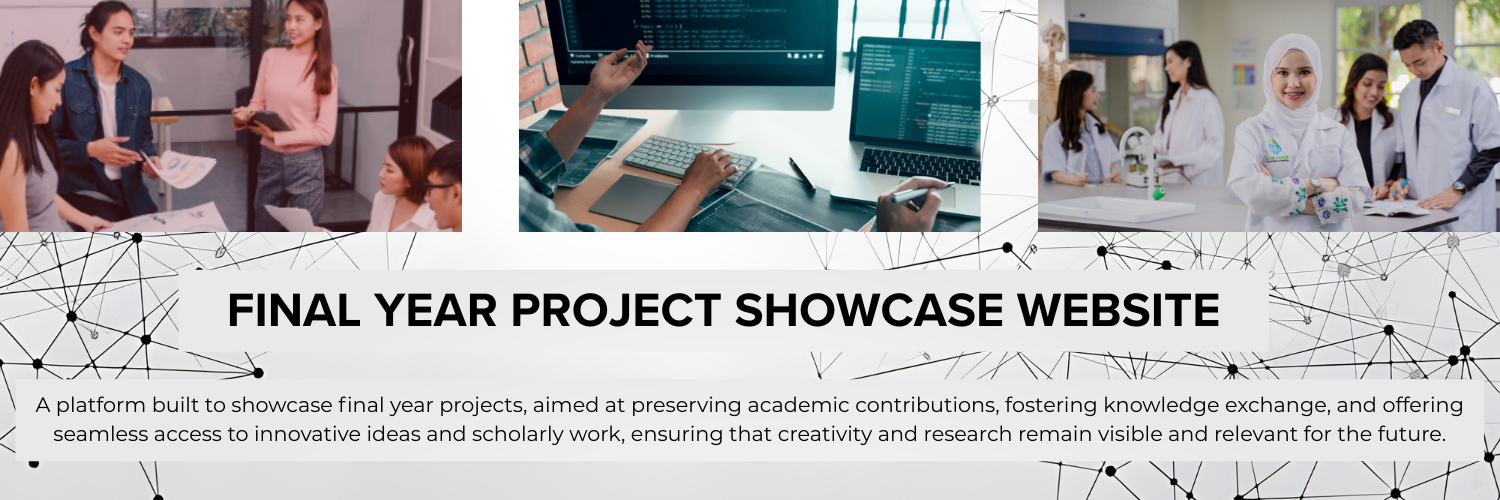 FINAL YEAR PROJECT SHOWCASE WEBSITE
A platform built to showcase final year projects, aimed at preserving academic contributions, fostering knowledge exchange, and offering
seamless access to innovative ideas and scholarly work, ensuring that creativity and research remain visible and relevant for the future.